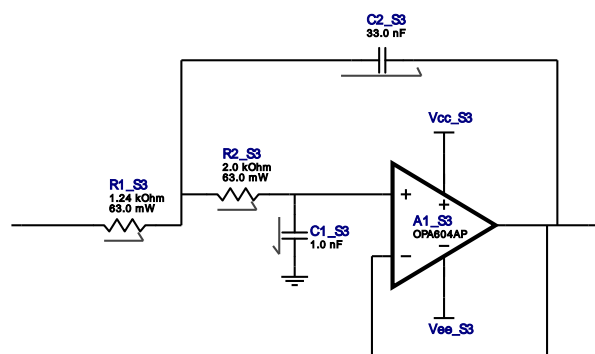 C2_S3
33.0 nF
Vcc_S3
R2_S3
2.0 kOhm
63.0 mW
R1_S3
1.24 kOhm
63.0 mW
+
+
A1_S3
OPA604AP
C1_S3
1.0 nF
−
−
Vee_S3